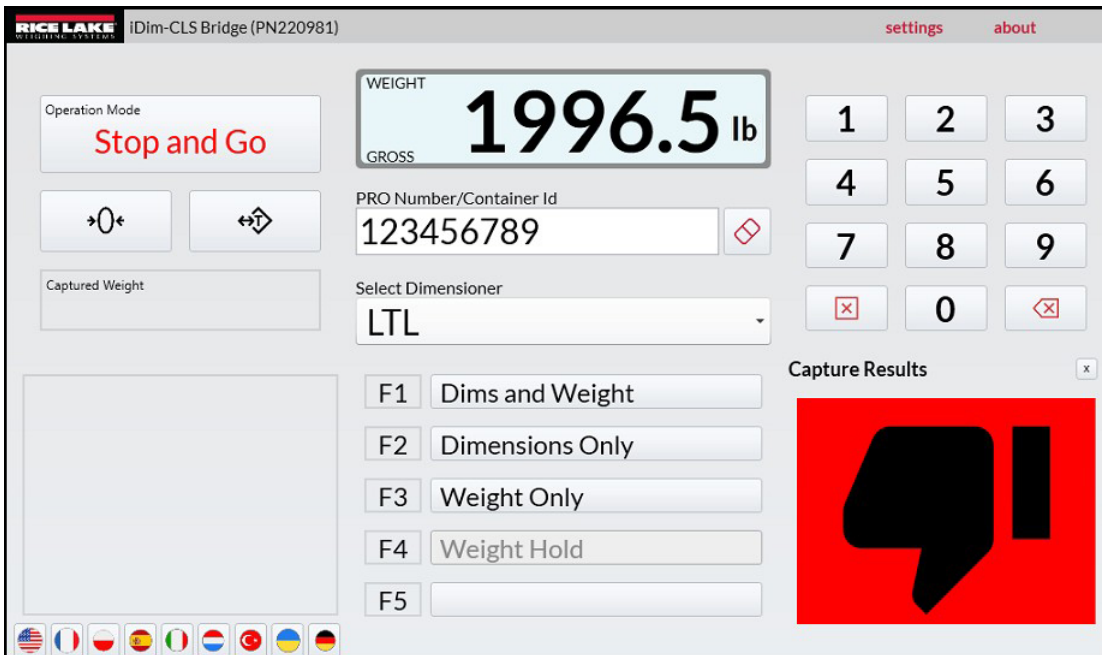 RICE LAKE
WEIGHING SYSTEMS
iDim-CLS Bridge (PN220981)
settings
about
Operation Mode
Stop and Go
→0←
T
Captured Weight
WEIGHT
1996.5 lb
GROSS
PRO Number/Container Id
123456789
Select Dimensioner
LTL
F1 Dims and Weight
F2 Dimensions Only
F3 Weight Only
F4 Weight Hold
F5
1 2 3
4 5 6
7 8 9
0
Capture Results
x